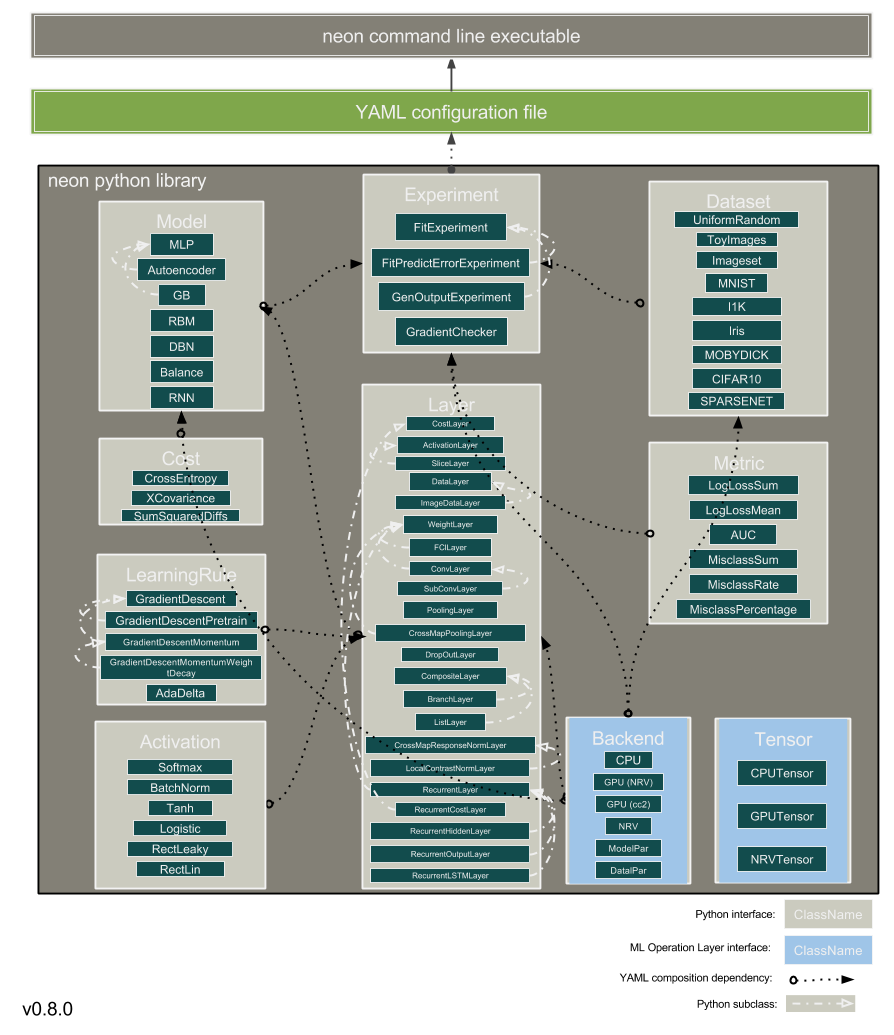 neon command line executable
YAML configuration file
neon python library
Model
MLP
Autoencoder
GB
RBM
DBN
Balance
RNN
Cost
CrossEntropy
XCovariance
SumSquaredDiffs
LearningRule
GradientDescent
GradientDescentPretrain
GradientDescentMomentum
GradientDescentMomentumWeigh
tDecay
AdaDelta
Activation
Softmax
BatchNorm
Tanh
Logistic
RectLeaky
RectLin
Experiment
FitExperiment
FitPredictErrorExperiment
GenOutputExperiment
GradientChecker
Layer
CostLayer
ActivationLayer
SliceLayer
DataLayer
ImageDataLayer
WeightLayer
FCILayer
ConvLayer
SubConvLayer
PoolingLayer
CrossMapPoolingLayer
DropOutLayer
CompositeLayer
BranchLayer
ListLayer
CrossMapResponseNormLayer
LocalContrastNormLayer
RecurrentLayer
RecurrentCostLayer
RecurrentHiddenLayer
RecurrentOutputLayer
RecurrentLSTMLayer
Dataset
UniformRandom
ToyImages
Imageset
MNIST
I1K
Iris
MOBYDICK
CIFAR10
SPARSENET
Metric
LogLossSum
LogLossMean
AUC
MisclassSum
MisclassRate
MisclassPercentage
Backend
CPU
GPU (NRV)
GPU (cc2)
NRV
ModelPar
DatalPar
Tensor
CPUTensor
GPUTensor
NRVTensor
Python interface:
ClassName
ML Operation Layer interface:
ClassName
YAML composition dependency:
Python subclass:
v0.8.0